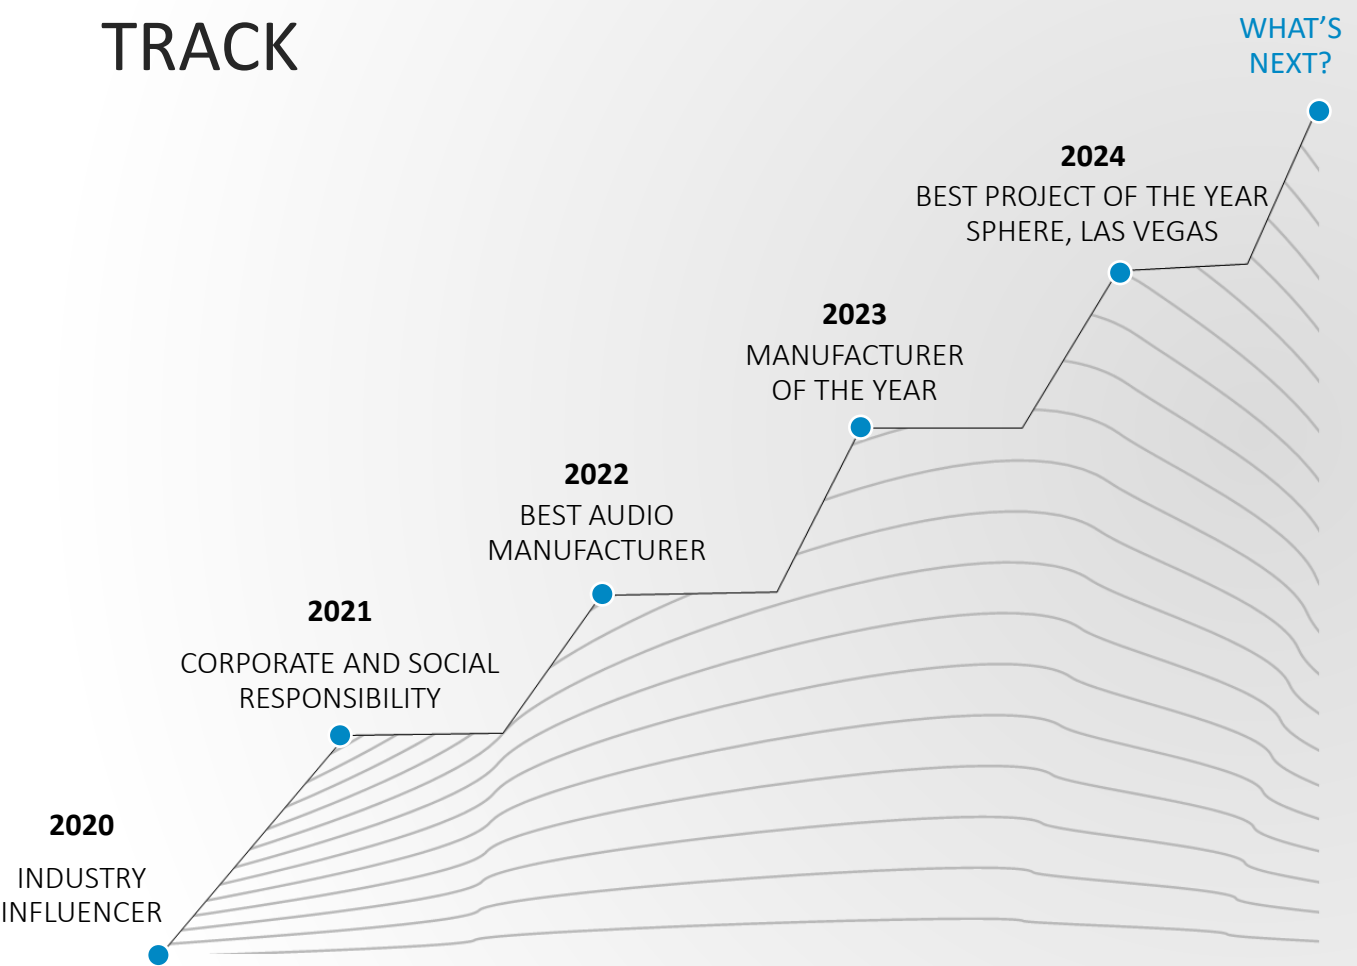 TRACK
WHAT'S
NEXT?
2024
BEST PROJECT OF THE YEAR
SPHERE, LAS VEGAS
2023
MANUFACTURER
OF THE YEAR
2022
BEST AUDIO
MANUFACTURER
2021
CORPORATE AND SOCIAL
RESPONSIBILITY
2020
INDUSTRY
INFLUENCER